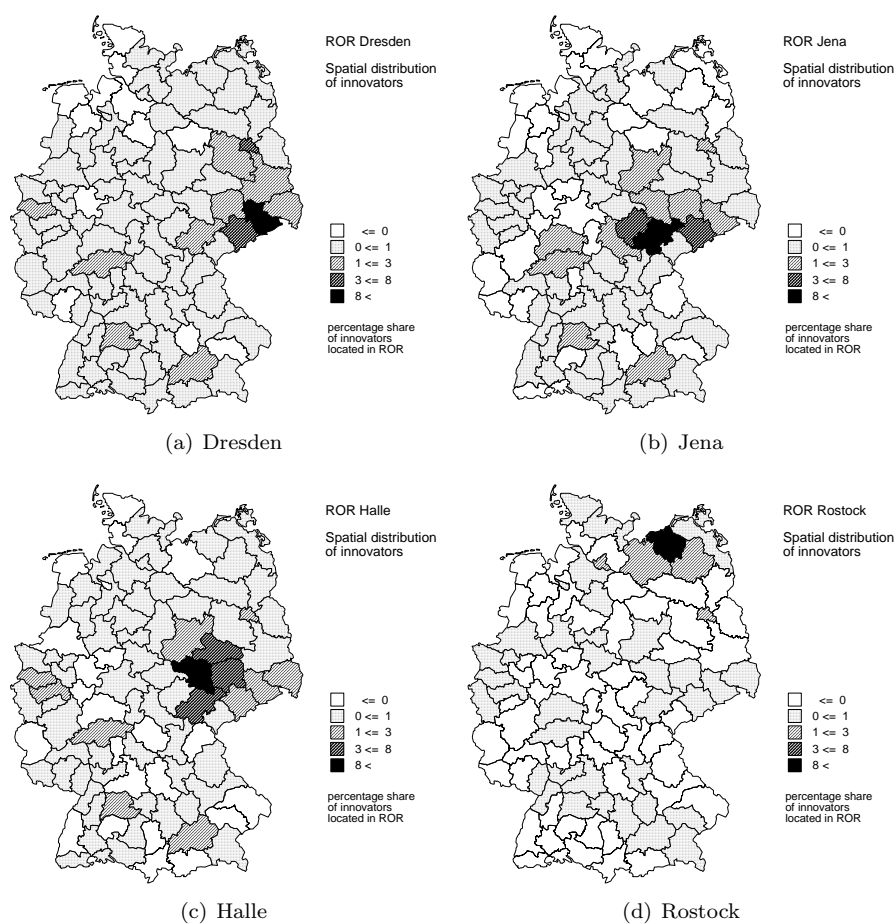 ROR Dresden
Spatial distribution
of innovators
<= 0
0 <= 1
1 <= 3
3 <= 8
8 <
percentage share
of innovators
located in ROR
(a) Dresden
ROR Jena
Spatial distribution
of innovators
<= 0
0 <= 1
1 <= 3
3 <= 8
8 <
percentage share
of innovators
located in ROR
(b) Jena
ROR Halle
Spatial distribution
of innovators
<= 0
0 <= 1
1 <= 3
3 <= 8
8 <
percentage share
of innovators
located in ROR
(c) Halle
ROR Rostock
Spatial distribution
of innovators
<= 0
0 <= 1
1 <= 3
3 <= 8
8 <
percentage share
of innovators
located in ROR
(d) Rostock